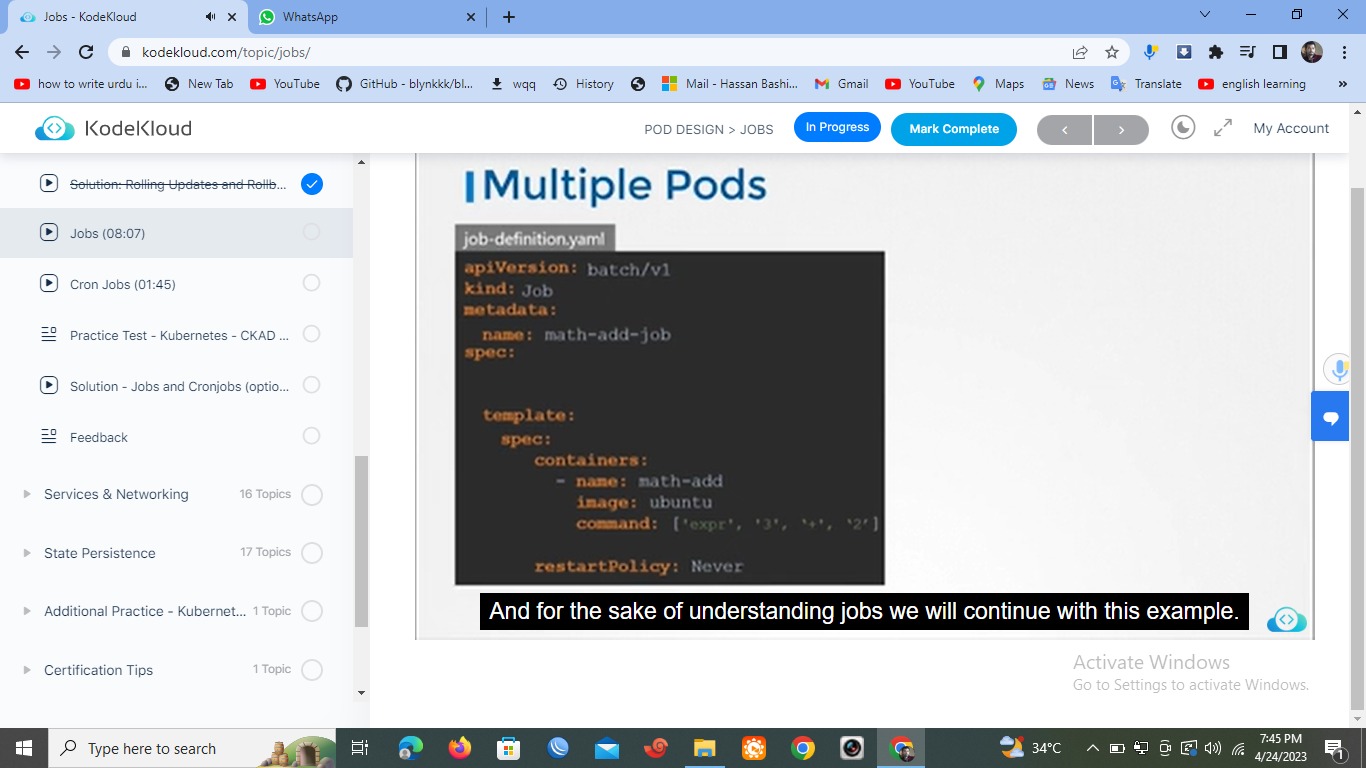 Jobs - KodeKloud
WhatsApp
kodekloud.com/topic/jobs/
how to write urdu i...
New Tab
YouTube
GitHub - blynkkk/bl...
wqq
History
Mail - Hassan Bashi...
Gmail
YouTube
Maps
News
Translate
english learning
»
KodeKloud
POD DESIGN > JOBS
In Progress
Mark Complete
My Account
Solution: Rolling Updates and Rollb...
Jobs (08:07)
Cron Jobs (01:45)
Practice Test - Kubernetes - CKAD ...
Solution - Jobs and Cronjobs (optio...
Feedback
Services & Networking 16 Topics
State Persistence 17 Topics
Additional Practice - Kubernet... 1 Topic
Certification Tips 1 Topic
Multiple Pods
job-definition.yaml
apiVersion: batch/v1
kind: Job
metadata:
name: math-add-job
spec:
template:
spec:
containers:
- name: math-add
image: ubuntu
command: ['expr', '3', '+', '2']
restartPolicy: Never
And for the sake of understanding jobs we will continue with this example.
Activate Windows
Go to Settings to activate Windows.
Type here to search
34°C
7:45 PM
4/24/2023
1